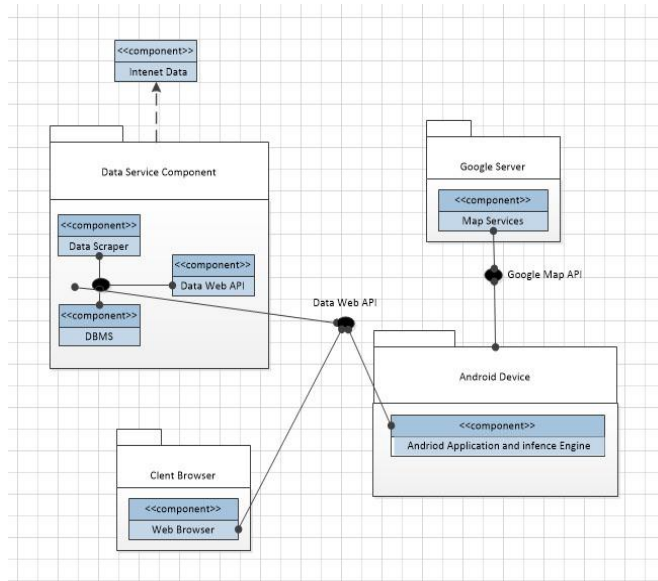 <<component>>
Intenet Data
Data Service Component
<<component>>
Data Scraper
<<component>>
Data Web API
<<component>>
DBMS
Google Server
<<component>>
Map Services
Google Map API
Data Web API
Android Device
<<component>>
Andriod Application and infence Engine
Clent Browser
<<component>>
Web Browser